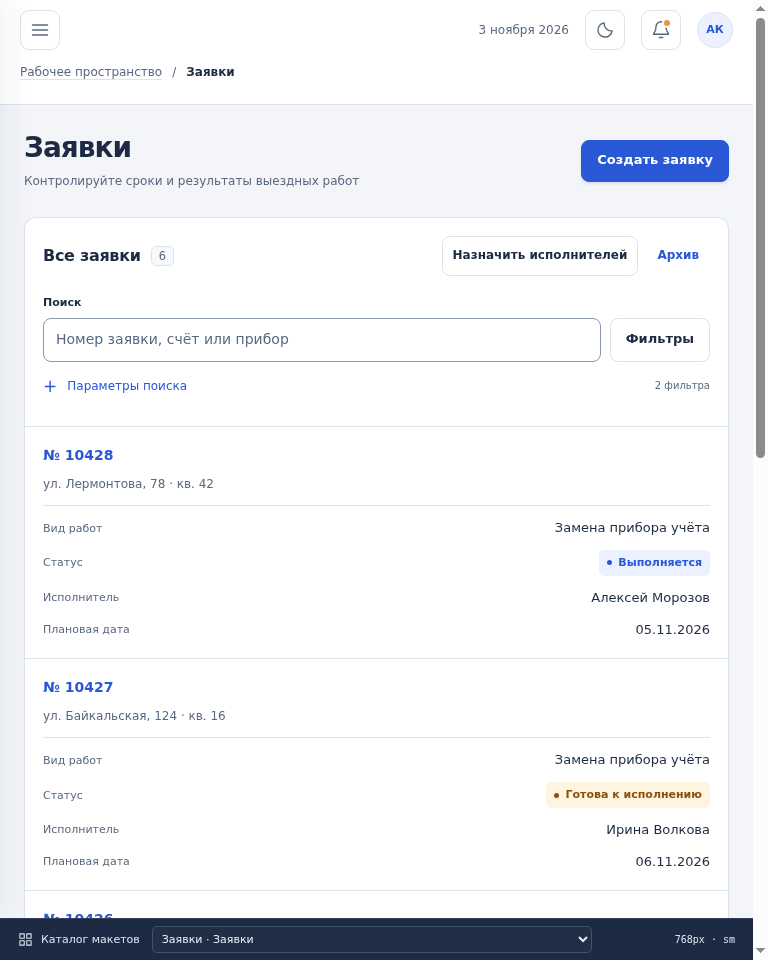 3 ноября 2026
АК
Рабочее пространство / Заявки
Заявки
Контролируйте сроки и результаты выездных работ
Создать заявку
Все заявки 6
Назначить исполнителей
Архив
Поиск
Номер заявки, счёт или прибор
Фильтры
+ Параметры поиска
2 фильтра
№ 10428
ул. Лермонтова, 78 · кв. 42
Вид работ Замена прибора учёта
Статус Выполняется
Исполнитель Алексей Морозов
Плановая дата 05.11.2026
№ 10427
ул. Байкальская, 124 · кв. 16
Вид работ Замена прибора учёта
Статус Готова к исполнению
Исполнитель Ирина Волкова
Плановая дата 06.11.2026
№ 10426
Каталог макетов
Заявки · Заявки
768px · sm